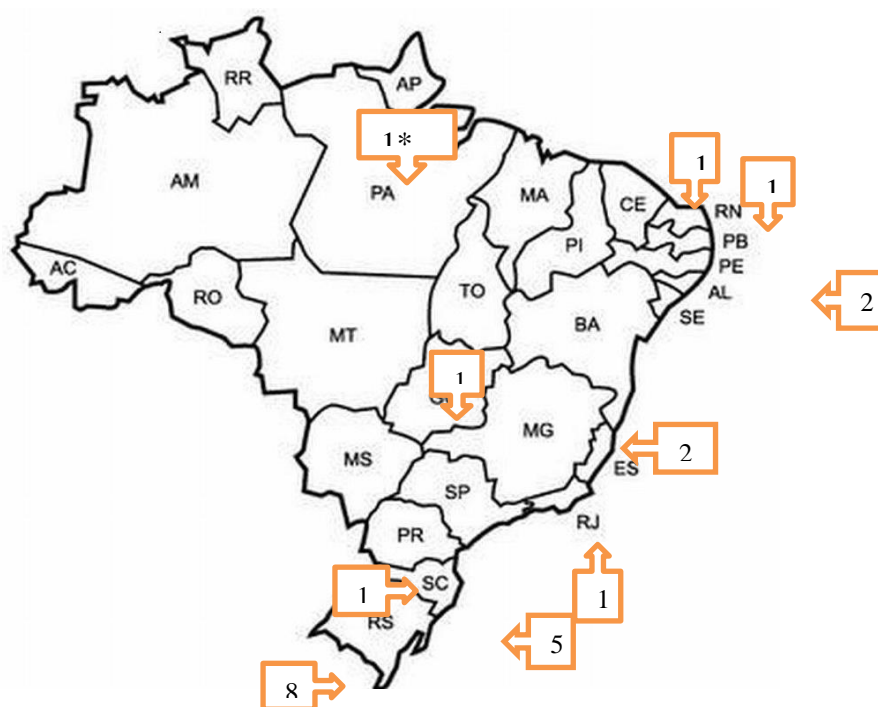 RR
AP
1*
1
1
AM
PA
MA
CE
RN
PI
PB
PE
AC
RO
TO
AL
2
SE
MT
BA
1
MG
MS
2
ES
SP
RJ
PR
1
SC
1
RS
5
8